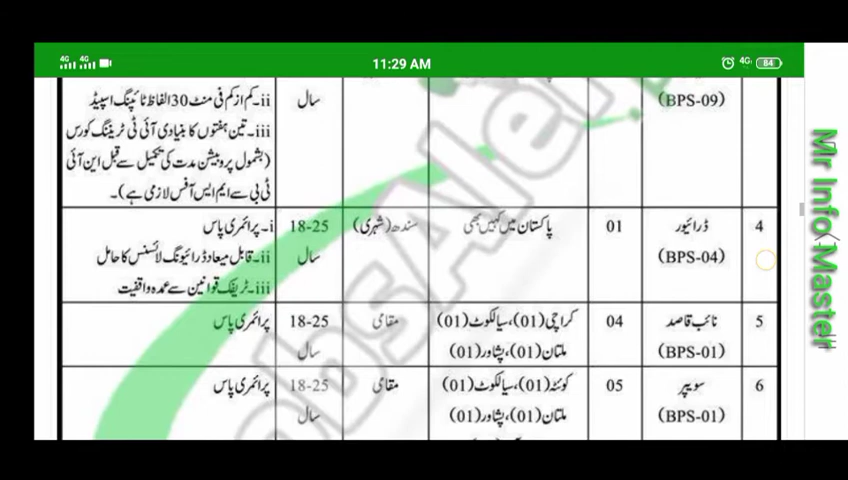 11:29 AM
4G 4G
4G 84
(BPS-09)
سال
ii۔ کم از کم فی منٹ 30 الفاظ ٹائپنگ اسپیڈ
iii۔ تین ہفتوں کا بنیادی آئی ٹی ٹریننگ کورس
(بشمول پروبیشن مدت کی تکمیل سے قبل این آئی
ٹی بی سے ایم ایس آفس لازمی ہے)۔
4 ڈرائیور 01 پاکستان میں کہیں بھی سندھ (شہری) 18-25 i۔ پرائمری پاس
(BPS-04) سال ii۔ قابل میعاد ڈرائیونگ لائسنس کا حامل
iii۔ ٹریفک قوانین سے عمدہ واقفیت
5 نائب قاصد 04 کراچی (01)، سیالکوٹ (01) مقامی 18-25 پرائمری پاس
(BPS-01) ملتان (01)، پشاور (01) سال
6 سویپر 05 کوئٹہ (01)، سیالکوٹ (01) مقامی 18-25 پرائمری پاس
(BPS-01) ملتان (01)، پشاور (01) سال
Mr Info Master